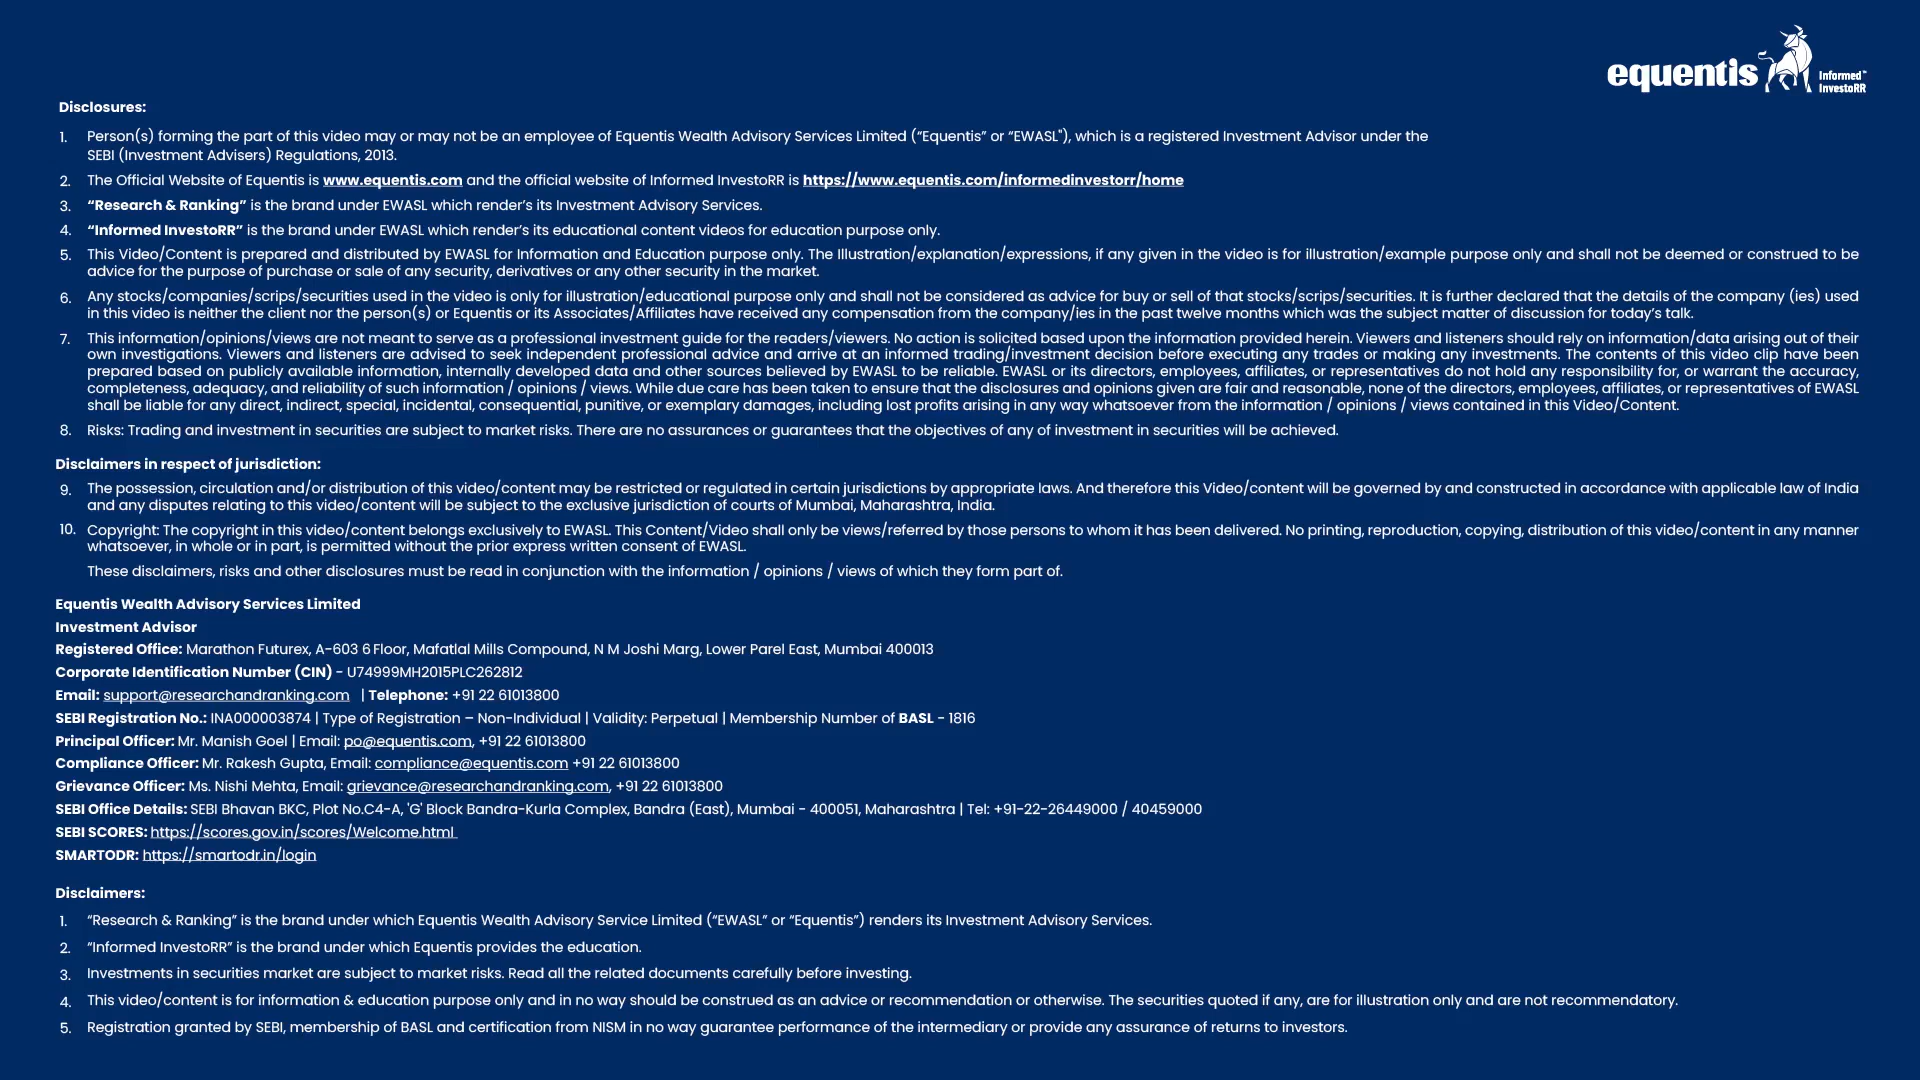 equentis Informed™
InvestoRR
Disclosures:
1. Person(s) forming the part of this video may or may not be an employee of Equentis Wealth Advisory Services Limited (“Equentis” or “EWASL"), which is a registered Investment Advisor under the
SEBI (Investment Advisers) Regulations, 2013.
2. The Official Website of Equentis is www.equentis.com and the official website of Informed InvestoRR is https://www.equentis.com/informedinvestorr/home
3. “Research & Ranking” is the brand under EWASL which render’s its Investment Advisory Services.
4. “Informed InvestoRR” is the brand under EWASL which render’s its educational content videos for education purpose only.
5. This Video/Content is prepared and distributed by EWASL for Information and Education purpose only. The Illustration/explanation/expressions, if any given in the video is for illustration/example purpose only and shall not be deemed or construed to be
advice for the purpose of purchase or sale of any security, derivatives or any other security in the market.
6. Any stocks/companies/scrips/securities used in the video is only for illustration/educational purpose only and shall not be considered as advice for buy or sell of that stocks/scrips/securities. It is further declared that the details of the company (ies) used
in this video is neither the client nor the person(s) or Equentis or its Associates/Affiliates have received any compensation from the company/ies in the past twelve months which was the subject matter of discussion for today’s talk.
7. This information/opinions/views are not meant to serve as a professional investment guide for the readers/viewers. No action is solicited based upon the information provided herein. Viewers and listeners should rely on information/data arising out of their
own investigations. Viewers and listeners are advised to seek independent professional advice and arrive at an informed trading/investment decision before executing any trades or making any investments. The contents of this video clip have been
prepared based on publicly available information, internally developed data and other sources believed by EWASL to be reliable. EWASL or its directors, employees, affiliates, or representatives do not hold any responsibility for, or warrant the accuracy,
completeness, adequacy, and reliability of such information / opinions / views. While due care has been taken to ensure that the disclosures and opinions given are fair and reasonable, none of the directors, employees, affiliates, or representatives of EWASL
shall be liable for any direct, indirect, special, incidental, consequential, punitive, or exemplary damages, including lost profits arising in any way whatsoever from the information / opinions / views contained in this Video/Content.
8. Risks: Trading and investment in securities are subject to market risks. There are no assurances or guarantees that the objectives of any of investment in securities will be achieved.
Disclaimers in respect of jurisdiction:
9. The possession, circulation and/or distribution of this video/content may be restricted or regulated in certain jurisdictions by appropriate laws. And therefore this Video/content will be governed by and constructed in accordance with applicable law of India
and any disputes relating to this video/content will be subject to the exclusive jurisdiction of courts of Mumbai, Maharashtra, India.
10. Copyright: The copyright in this video/content belongs exclusively to EWASL. This Content/Video shall only be views/referred by those persons to whom it has been delivered. No printing, reproduction, copying, distribution of this video/content in any manner
whatsoever, in whole or in part, is permitted without the prior express written consent of EWASL.
These disclaimers, risks and other disclosures must be read in conjunction with the information / opinions / views of which they form part of.
Equentis Wealth Advisory Services Limited
Investment Advisor
Registered Office: Marathon Futurex, A-603 6 Floor, Mafatlal Mills Compound, N M Joshi Marg, Lower Parel East, Mumbai 400013
Corporate Identification Number (CIN) - U74999MH2015PLC262812
Email: support@researchandranking.com | Telephone: +91 22 61013800
SEBI Registration No.: INA000003874 | Type of Registration – Non-Individual | Validity: Perpetual | Membership Number of BASL - 1816
Principal Officer: Mr. Manish Goel | Email: po@equentis.com, +91 22 61013800
Compliance Officer: Mr. Rakesh Gupta, Email: compliance@equentis.com +91 22 61013800
Grievance Officer: Ms. Nishi Mehta, Email: grievance@researchandranking.com, +91 22 61013800
SEBI Office Details: SEBI Bhavan BKC, Plot No.C4-A, 'G' Block Bandra-Kurla Complex, Bandra (East), Mumbai - 400051, Maharashtra | Tel: +91-22-26449000 / 40459000
SEBI SCORES: https://scores.gov.in/scores/Welcome.html
SMARTODR: https://smartodr.in/login
Disclaimers:
1. “Research & Ranking” is the brand under which Equentis Wealth Advisory Service Limited (“EWASL” or “Equentis”) renders its Investment Advisory Services.
2. “Informed InvestoRR” is the brand under which Equentis provides the education.
3. Investments in securities market are subject to market risks. Read all the related documents carefully before investing.
4. This video/content is for information & education purpose only and in no way should be construed as an advice or recommendation or otherwise. The securities quoted if any, are for illustration only and are not recommendatory.
5. Registration granted by SEBI, membership of BASL and certification from NISM in no way guarantee performance of the intermediary or provide any assurance of returns to investors.